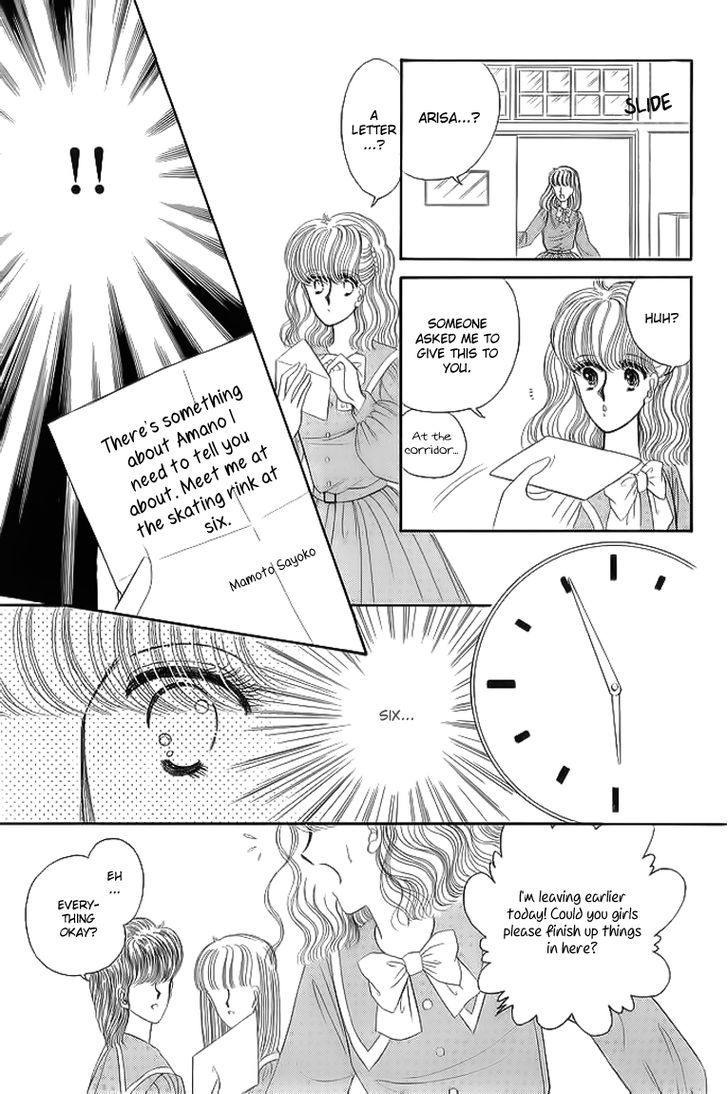 SLIDE
ARISA...?
HUH?
SOMEONE
ASKED ME TO
GIVE THIS TO
YOU.
At the
corridor...
A
LETTER
...?
!!
There's something
about Amano I
need to tell you
about. Meet me at
the skating rink at
six.
Mamoto Sayoko
SIX...
I'm leaving earlier
today! Could you girls
please finish up things
in here?
EH
...
EVERY-
THING
OKAY?